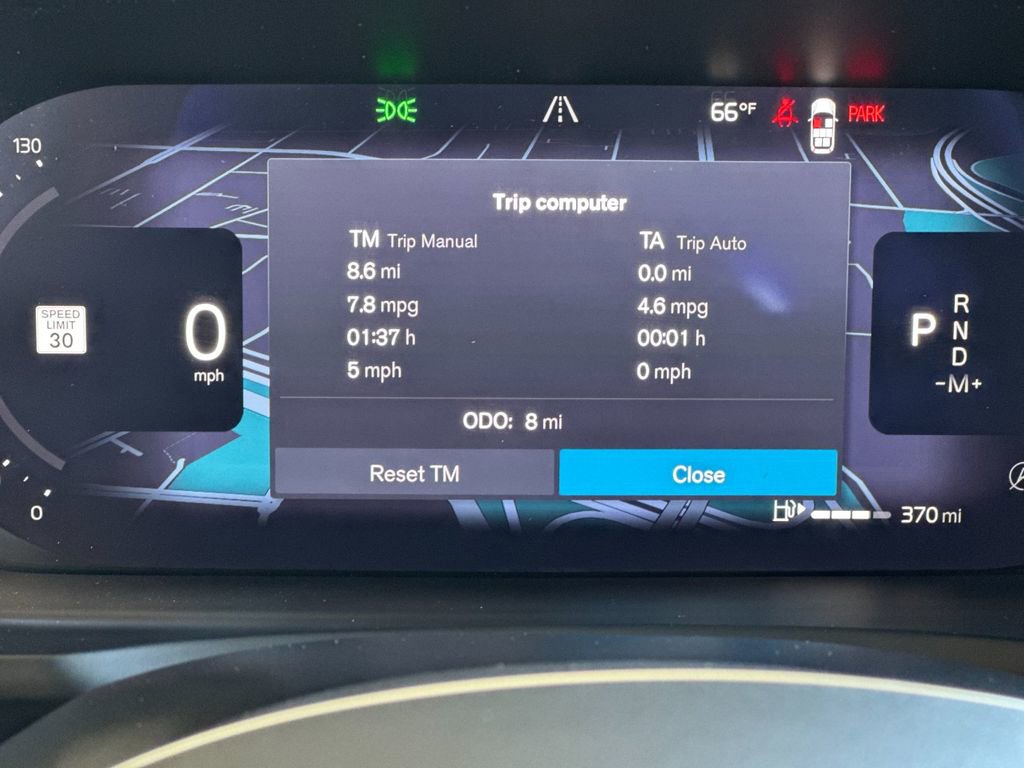 66°F
PARK
130
Trip computer
TM Trip Manual
TA Trip Auto
8.6 mi
0.0 mi
7.8 mpg
4.6 mpg
01:37 h
00:01 h
5 mph
0 mph
ODO: 8 mi
Reset TM
Close
SPEED
LIMIT
30
0
mph
P
R
N
D
-M+
0
370 mi